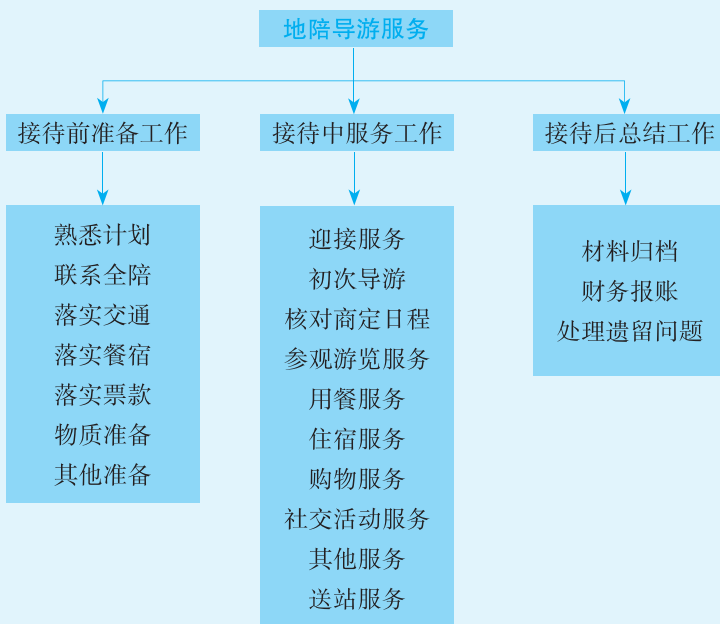 地陪导游服务
接待前准备工作
接待中服务工作
接待后总结工作
熟悉计划
联系全陪
落实交通
落实餐宿
落实票款
物质准备
其他准备
迎接服务
初次导游
核对商定日程
参观游览服务
用餐服务
住宿服务
购物服务
社交活动服务
其他服务
送站服务
材料归档
财务报账
处理遗留问题